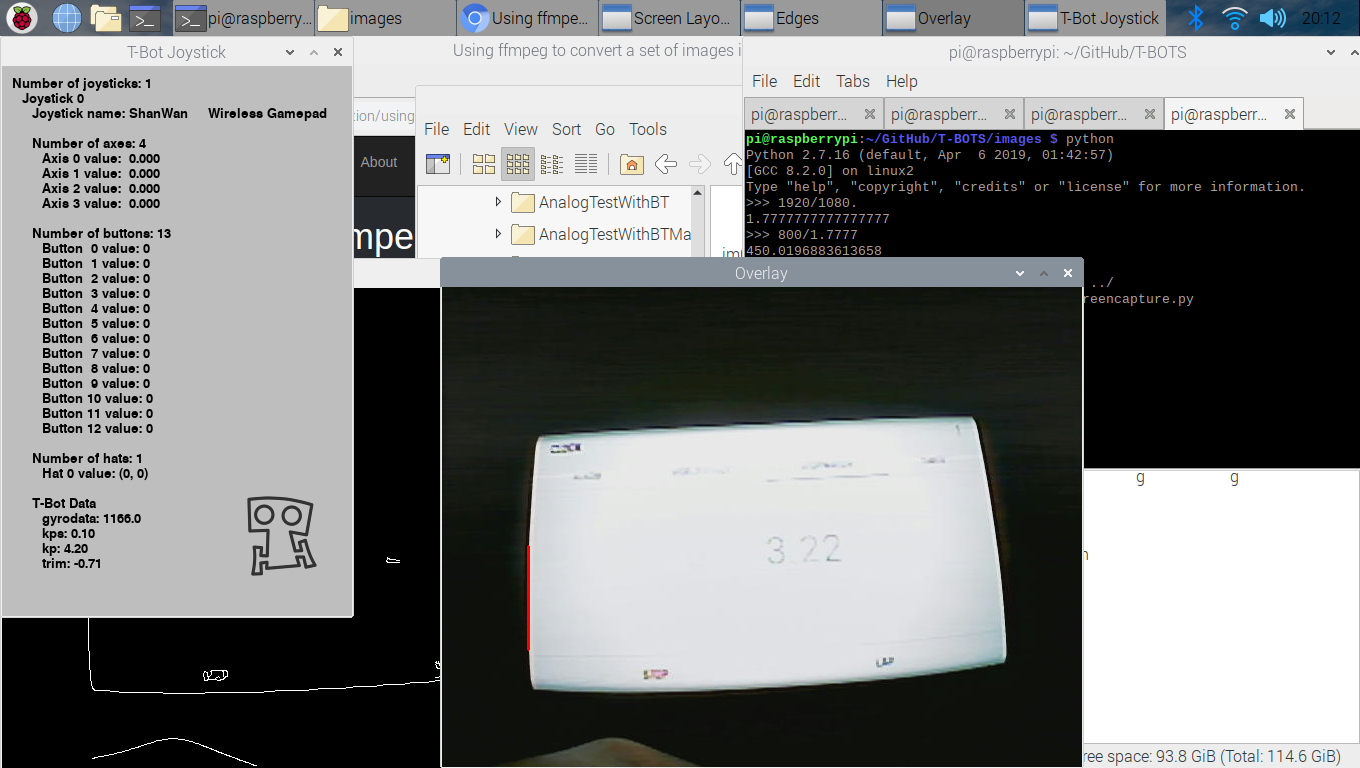 pi@raspberry...
images
Using ffmpe...
Screen Layo...
Edges
Overlay
T-Bot Joystick
20:12
T-Bot Joystick
Number of joysticks: 1
Joystick 0
Joystick name: ShanWan Wireless Gamepad
Number of axes: 4
Axis 0 value: 0.000
Axis 1 value: 0.000
Axis 2 value: 0.000
Axis 3 value: 0.000
Number of buttons: 13
Button 0 value: 0
Button 1 value: 0
Button 2 value: 0
Button 3 value: 0
Button 4 value: 0
Button 5 value: 0
Button 6 value: 0
Button 7 value: 0
Button 8 value: 0
Button 9 value: 0
Button 10 value: 0
Button 11 value: 0
Button 12 value: 0
Number of hats: 1
Hat 0 value: (0, 0)
T-Bot Data
gyrodata: 1166.0
kps: 0.10
kp: 4.20
trim: -0.71
Using ffmpeg to convert a set of images i
ion/using
About
mpe
File Edit View Sort Go Tools
AnalogTestWithBT
AnalogTestWithBTMa
pi@raspberrypi: ~/GitHub/T-BOTS
File Edit Tabs Help
pi@raspberr...
pi@raspberr...
pi@raspberr...
pi@raspberr...
pi@raspberrypi:~/GitHub/T-BOTS/images $ python
Python 2.7.16 (default, Apr  6 2019, 01:42:57)
[GCC 8.2.0] on linux2
Type "help", "copyright", "credits" or "license" for more information.
>>> 1920/1080.
1.7777777777777777
>>> 800/1.7777
450.0196883613658
../
reencapture.py
Overlay
CLOCK
3.22
STOP
LAP
g
g
ree space: 93.8 GiB (Total: 114.6 GiB)